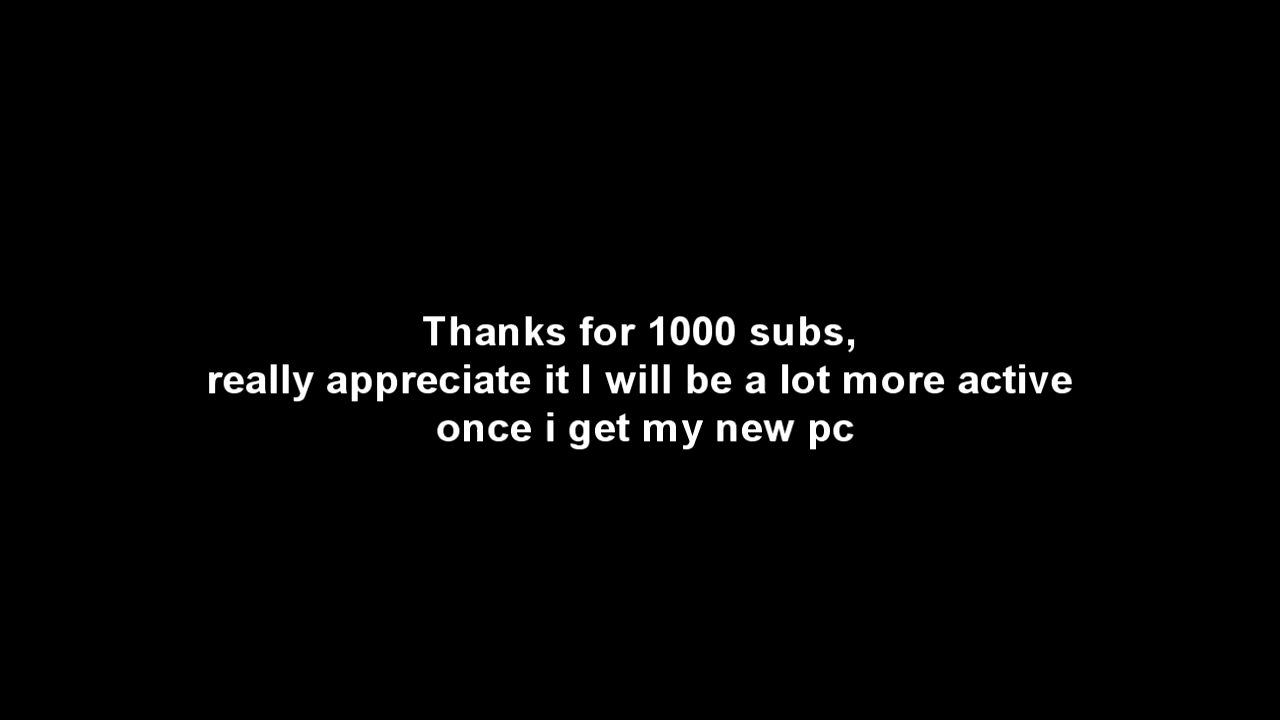 Thanks for 1000 subs,
really appreciate it I will be a lot more active
once i get my new pc